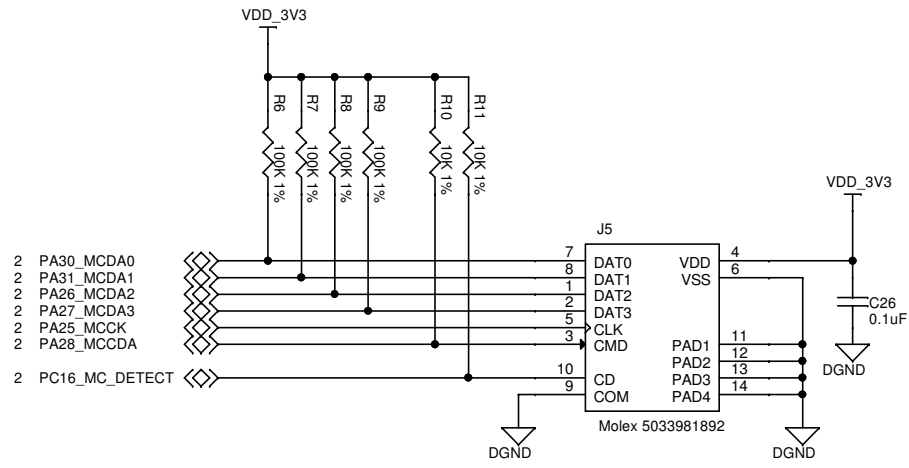 VDD_3V3
R6
R7
R8
R9
R10
R11
100K 1%
100K 1%
100K 1%
100K 1%
10K 1%
10K 1%
VDD_3V3
J5
2 PA30_MCDA0 7 DAT0 VDD 4
2 PA31_MCDA1 8 DAT1 VSS 6
2 PA26_MCDA2 1 DAT2
2 PA27_MCDA3 2 DAT3
2 PA25_MCCK 5 CLK
2 PA28_MCCDA 3 CMD
2 PC16_MC_DETECT 10 CD
9 COM
PAD1 11
PAD2 12
PAD3 13
PAD4 14
C26
0.1uF
DGND
Molex 5033981892
DGND
DGND